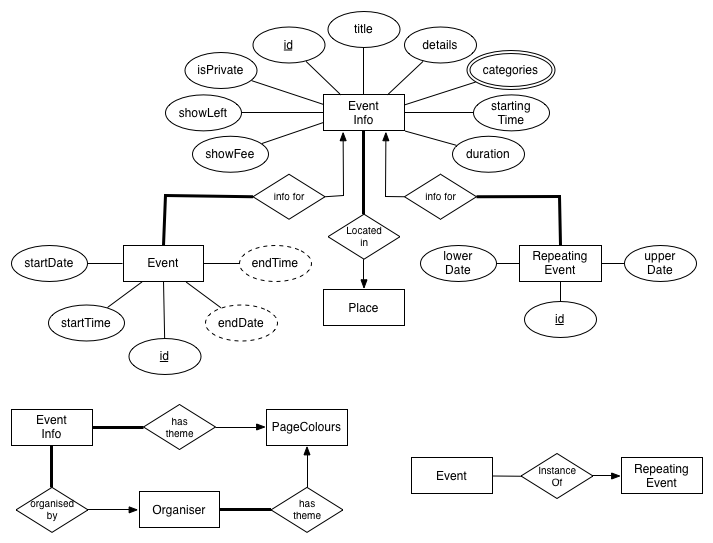 title
id
details
isPrivate
categories
Event
Info
showLeft
starting
Time
showFee
duration
info for
info for
Located
in
startDate
Event
endTime
lower
Date
Repeating
Event
upper
Date
Place
startTime
endDate
id
id
Event
Info
has
theme
PageColours
Event
Instance
Of
Repeating
Event
organised
by
Organiser
has
theme